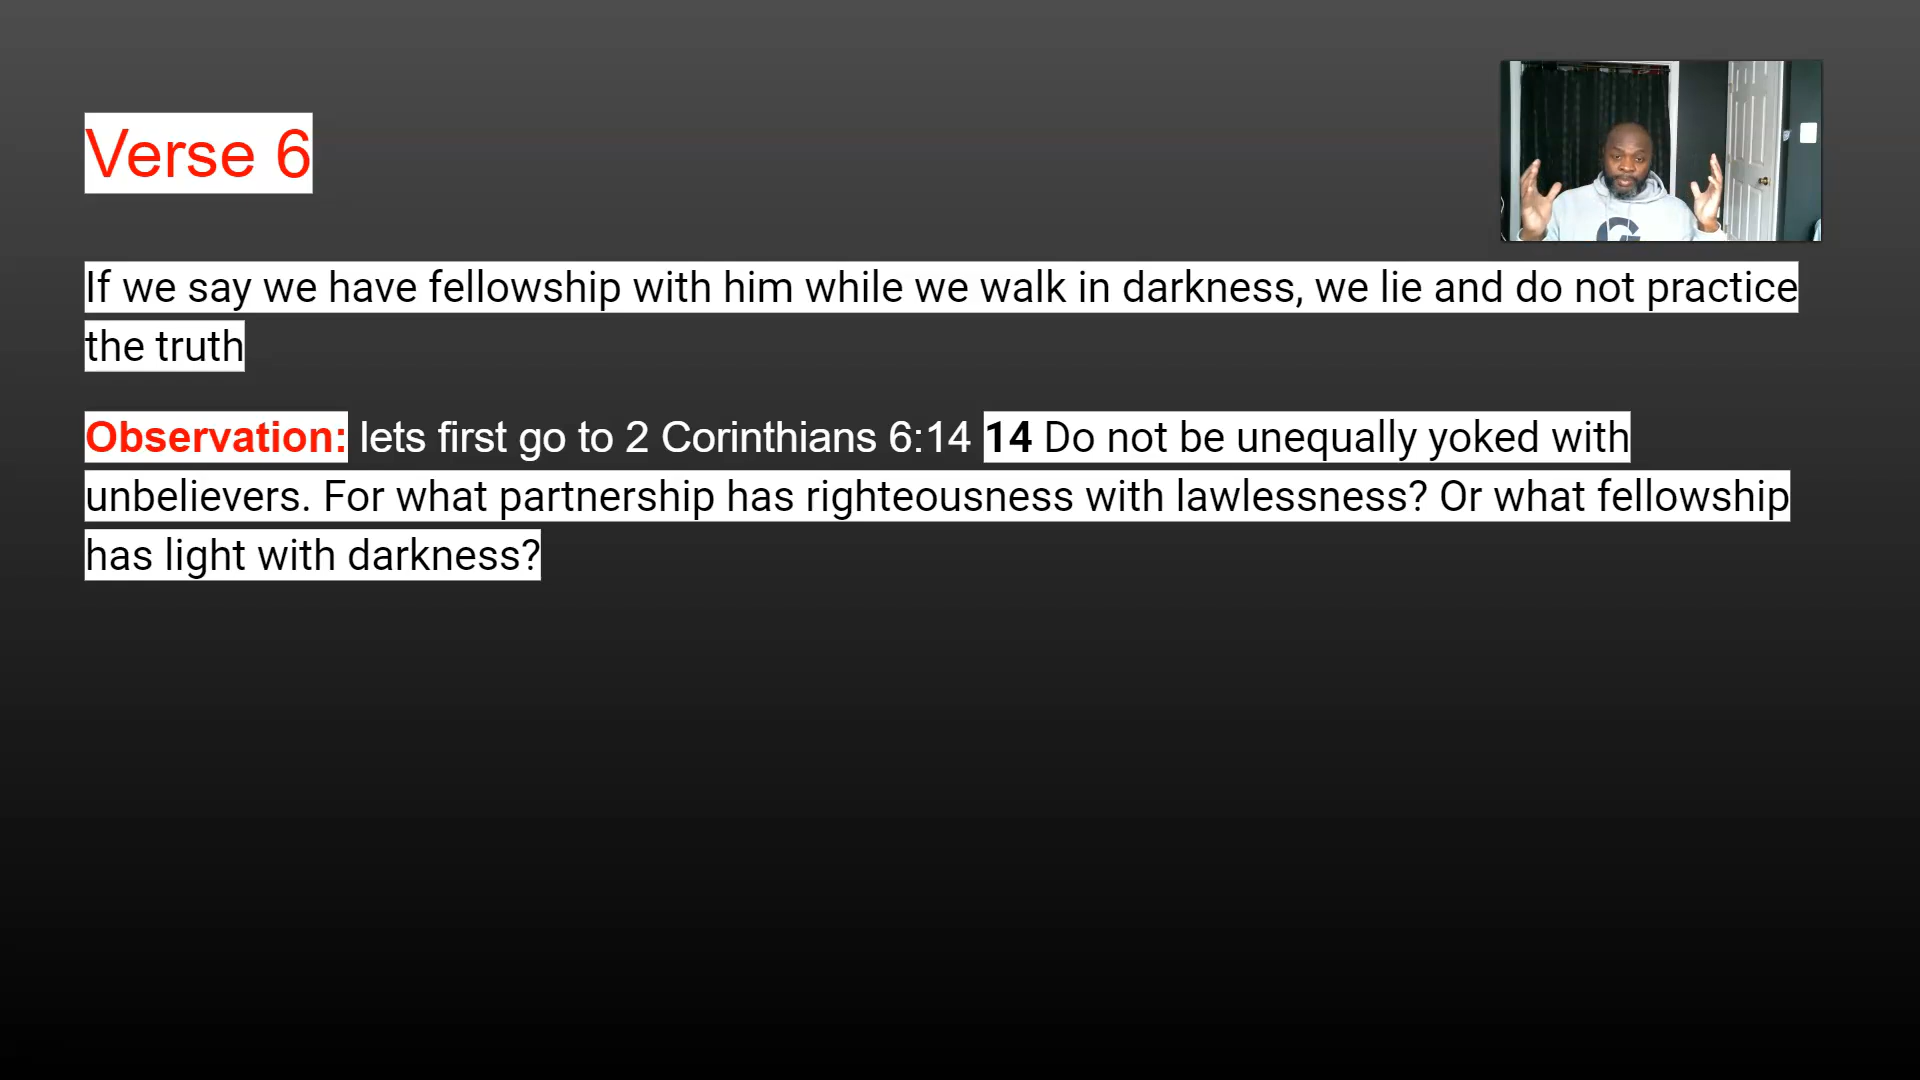 Verse 6
If we say we have fellowship with him while we walk in darkness, we lie and do not practice
the truth
Observation: lets first go to 2 Corinthians 6:14 14 Do not be unequally yoked with
unbelievers. For what partnership has righteousness with lawlessness? Or what fellowship
has light with darkness?